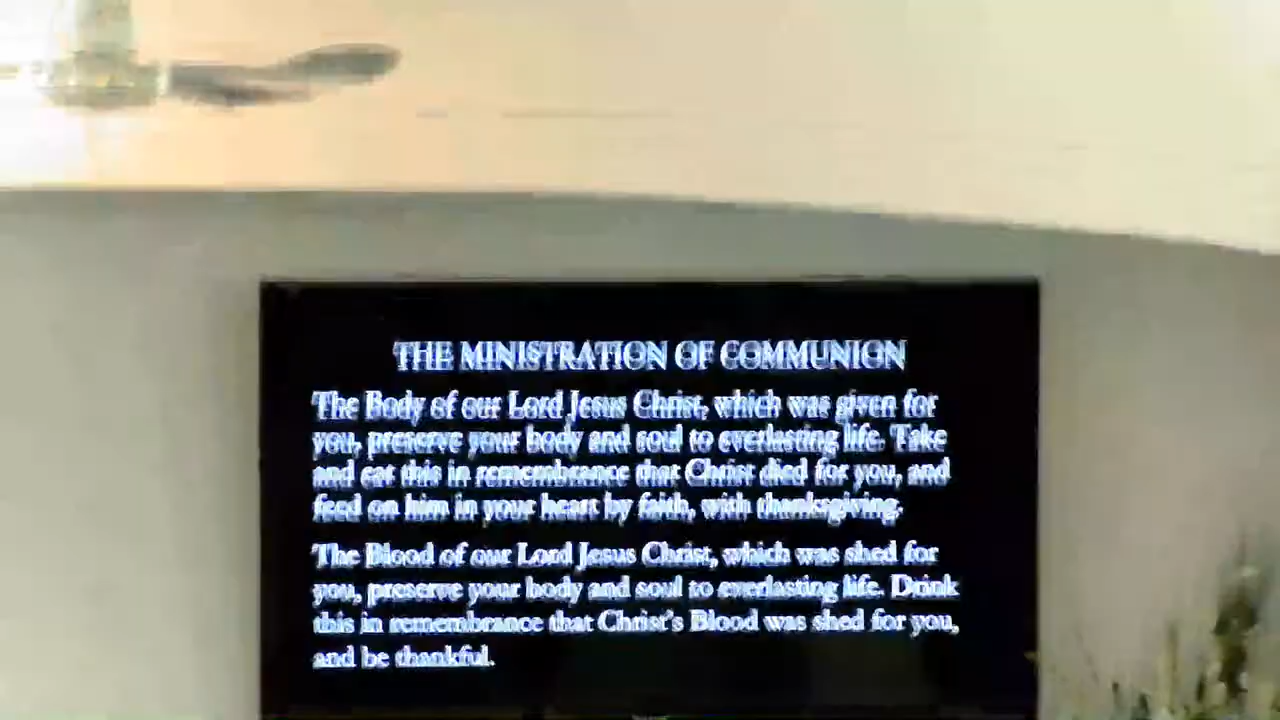 THE MINISTRATION OF COMMUNION
The Body of our Lord Jesus Christ, which was given for
you, preserve your body and soul to everlasting life. Take
and eat this in remembrance that Christ died for you, and
feed on him in your heart by faith, with thanksgiving.
The Blood of our Lord Jesus Christ, which was shed for
you, preserve your body and soul to everlasting life. Drink
this in remembrance that Christ's Blood was shed for you,
and be thankful.